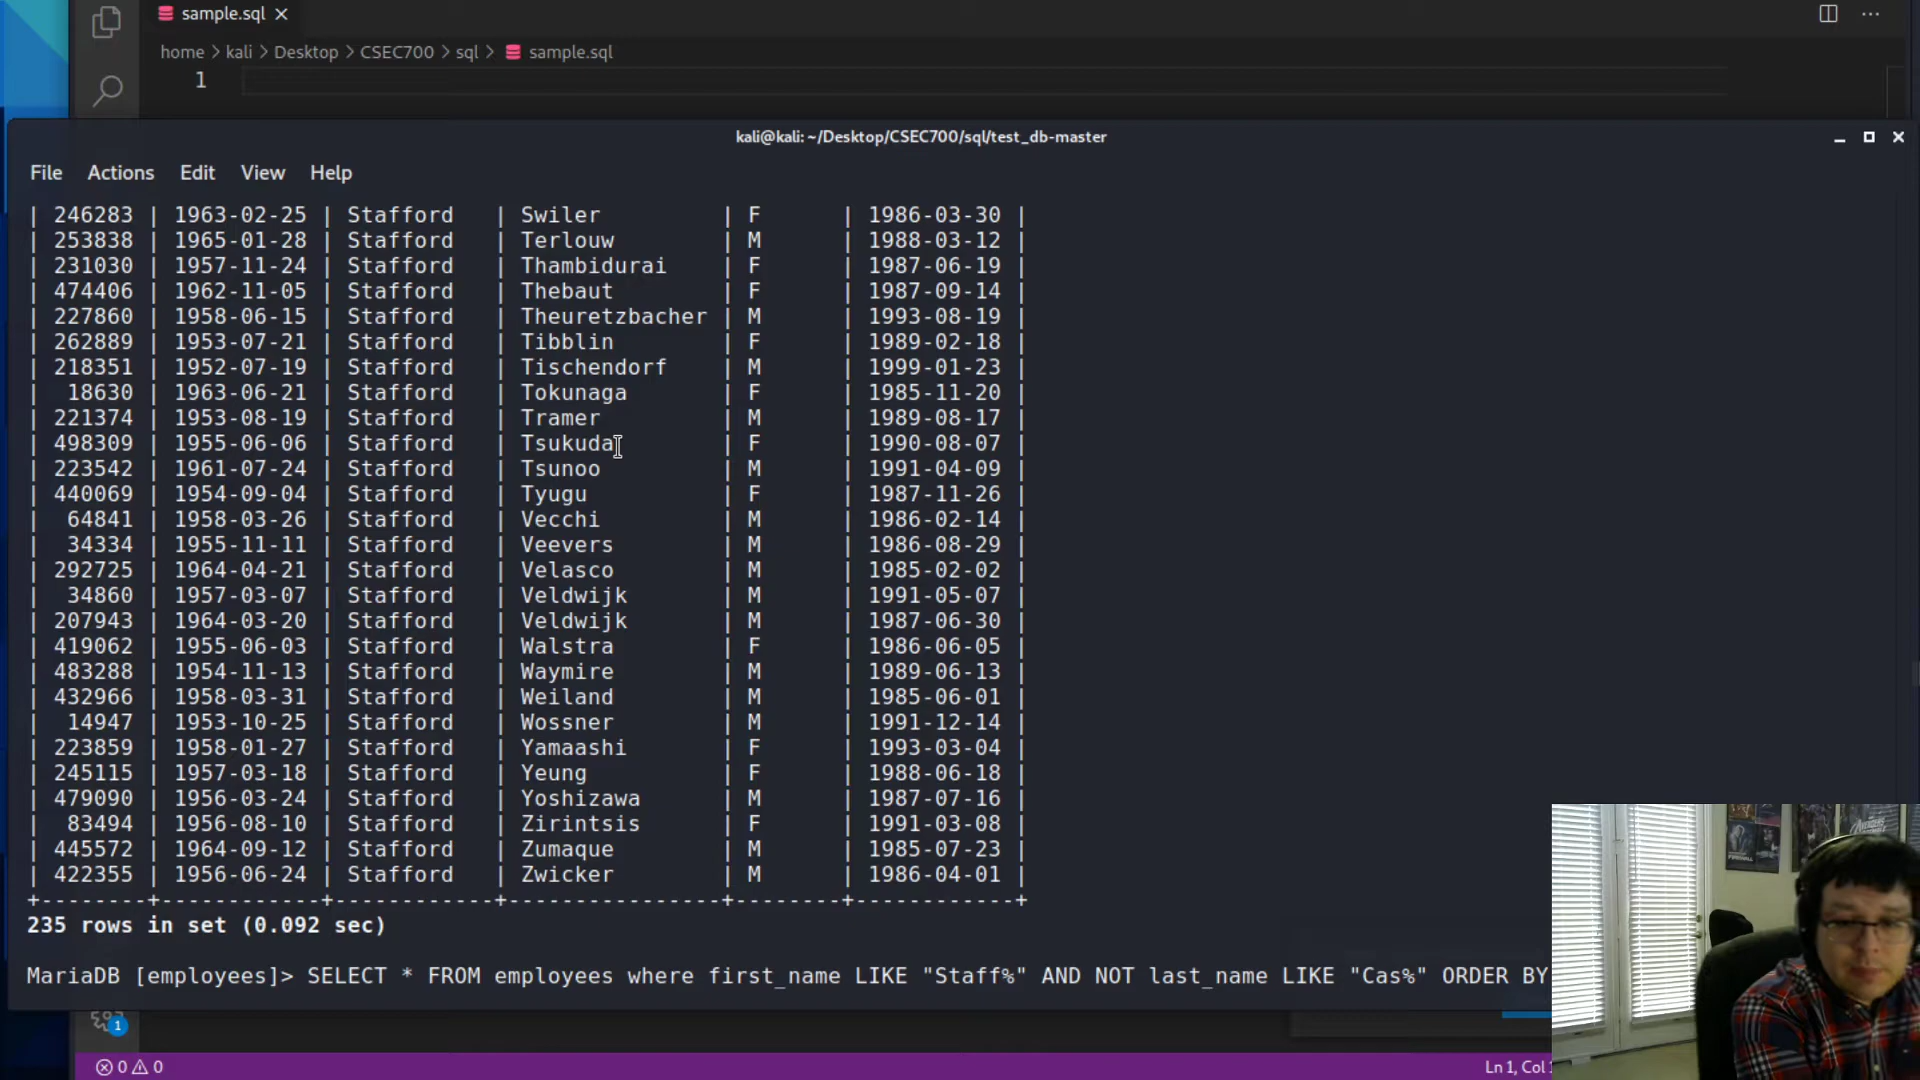 sample.sql
home > kali > Desktop > CSEC700 > sql > sample.sql
1
kali@kali: ~/Desktop/CSEC700/sql/test_db-master
File Actions Edit View Help
| 246283 | 1963-02-25 | Stafford | Swiler | F | 1986-03-30 |
| 253838 | 1965-01-28 | Stafford | Terlouw | M | 1988-03-12 |
| 231030 | 1957-11-24 | Stafford | Thambidurai | F | 1987-06-19 |
| 474406 | 1962-11-05 | Stafford | Thebaut | F | 1987-09-14 |
| 227860 | 1958-06-15 | Stafford | Theuretzbacher | M | 1993-08-19 |
| 262889 | 1953-07-21 | Stafford | Tibblin | F | 1989-02-18 |
| 218351 | 1952-07-19 | Stafford | Tischendorf | M | 1999-01-23 |
| 18630 | 1963-06-21 | Stafford | Tokunaga | F | 1985-11-20 |
| 221374 | 1953-08-19 | Stafford | Tramer | M | 1989-08-17 |
| 498309 | 1955-06-06 | Stafford | Tsukuda | F | 1990-08-07 |
| 223542 | 1961-07-24 | Stafford | Tsunoo | M | 1991-04-09 |
| 440069 | 1954-09-04 | Stafford | Tyugu | F | 1987-11-26 |
| 64841 | 1958-03-26 | Stafford | Vecchi | M | 1986-02-14 |
| 34334 | 1955-11-11 | Stafford | Veevers | M | 1986-08-29 |
| 292725 | 1964-04-21 | Stafford | Velasco | M | 1985-02-02 |
| 34860 | 1957-03-07 | Stafford | Veldwijk | M | 1991-05-07 |
| 207943 | 1964-03-20 | Stafford | Veldwijk | M | 1987-06-30 |
| 419062 | 1955-06-03 | Stafford | Walstra | F | 1986-06-05 |
| 483288 | 1954-11-13 | Stafford | Waymire | M | 1989-06-13 |
| 432966 | 1958-03-31 | Stafford | Weiland | M | 1985-06-01 |
| 14947 | 1953-10-25 | Stafford | Wossner | M | 1991-12-14 |
| 223859 | 1958-01-27 | Stafford | Yamaashi | F | 1993-03-04 |
| 245115 | 1957-03-18 | Stafford | Yeung | F | 1988-06-18 |
| 479090 | 1956-03-24 | Stafford | Yoshizawa | M | 1987-07-16 |
| 83494 | 1956-08-10 | Stafford | Zirintsis | F | 1991-03-08 |
| 445572 | 1964-09-12 | Stafford | Zumaque | M | 1985-07-23 |
| 422355 | 1956-06-24 | Stafford | Zwicker | M | 1986-04-01 |
+--------+------------+------------+----------------+--------+------------+
235 rows in set (0.092 sec)
MariaDB [employees]> SELECT * FROM employees where first_name LIKE "Staff%" AND NOT last_name LIKE "Cas%" ORDER BY
1
0 0 Ln 1, Col